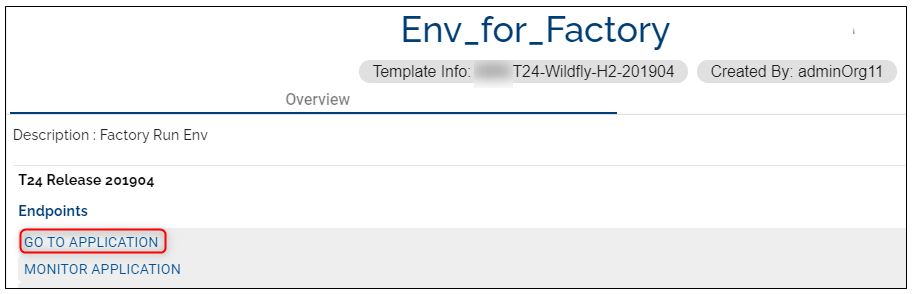 Env_for_Factory
Template Info: T24-Wildfly-H2-201904 Created By: adminOrg11
Overview
Description : Factory Run Env
T24 Release 201904
Endpoints
GO TO APPLICATION
MONITOR APPLICATION